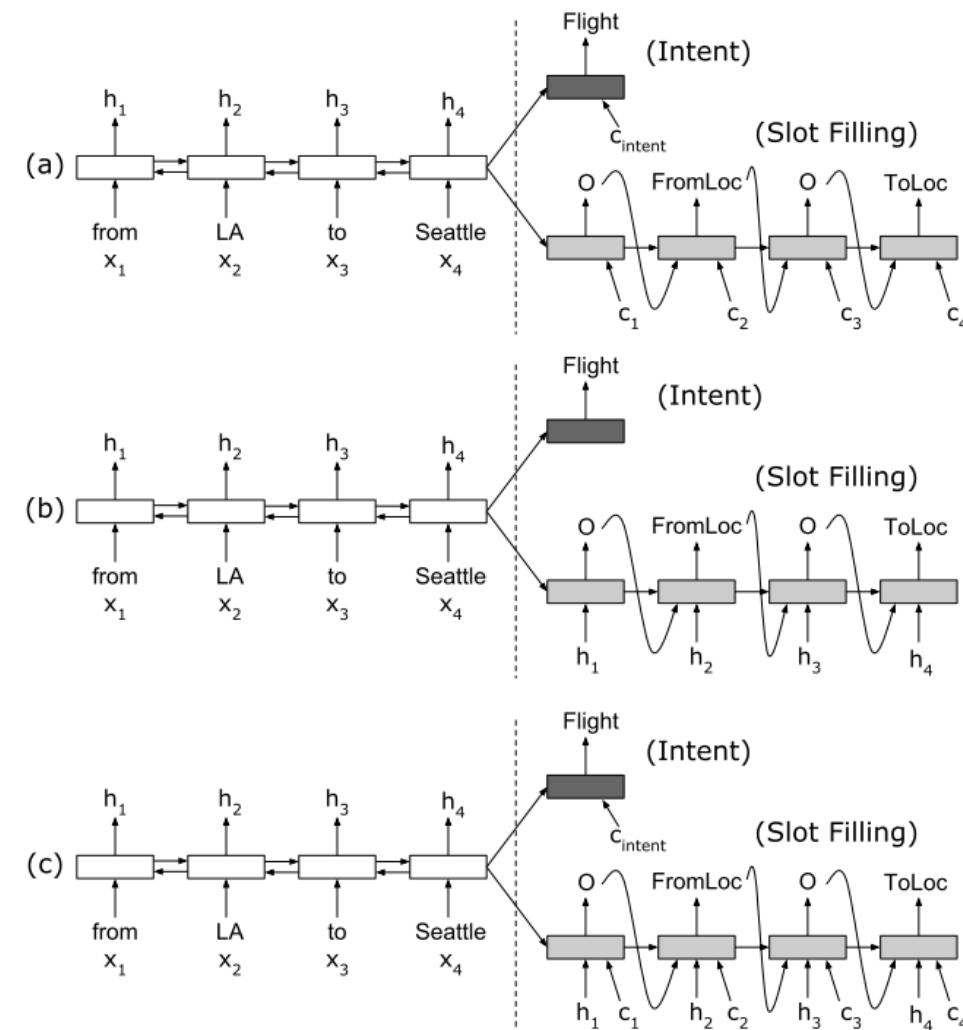 Flight
(Intent)
h1 h2 h3 h4
c_intent
(Slot Filling)
(a)
O FromLoc O ToLoc
from LA to Seattle
x1 x2 x3 x4
c1 c2 c3 c4
Flight
(Intent)
h1 h2 h3 h4
(Slot Filling)
(b)
O FromLoc O ToLoc
from LA to Seattle
x1 x2 x3 x4
h1 h2 h3 h4
Flight
(Intent)
h1 h2 h3 h4
c_intent
(Slot Filling)
(c)
O FromLoc O ToLoc
from LA to Seattle
x1 x2 x3 x4
h1 c1 h2 c2 h3 c3 h4 c4